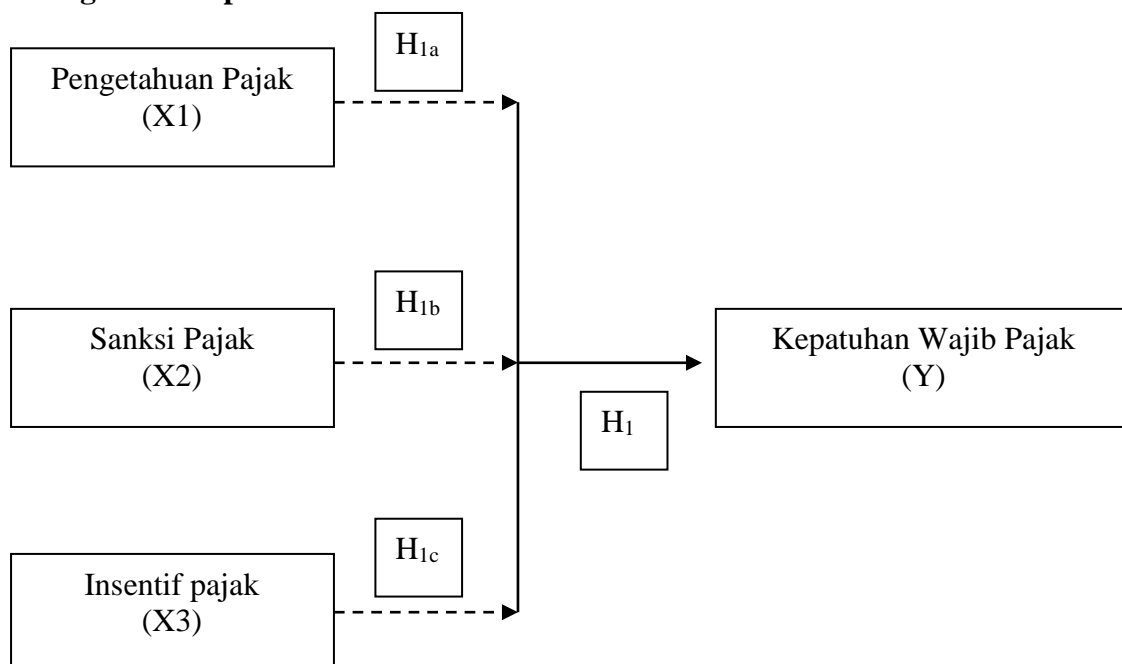 H1a
Pengetahuan Pajak
(X1)
H1b
Sanksi Pajak
(X2)
Kepatuhan Wajib Pajak
(Y)
H1
H1c
Insentif pajak
(X3)